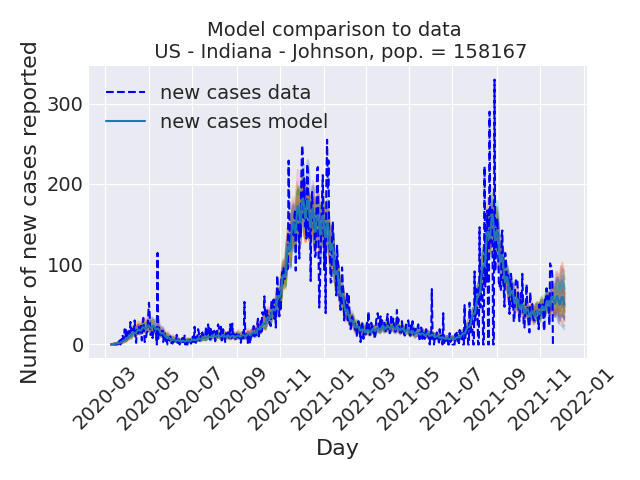 Model comparison to data
US - Indiana - Johnson, pop. = 158167
Number of new cases reported
300
200
100
0
new cases data
new cases model
2020-03
2020-05
2020-07
2020-09
2020-11
2021-01
2021-03
2021-05
2021-07
2021-09
2021-11
2022-01
Day